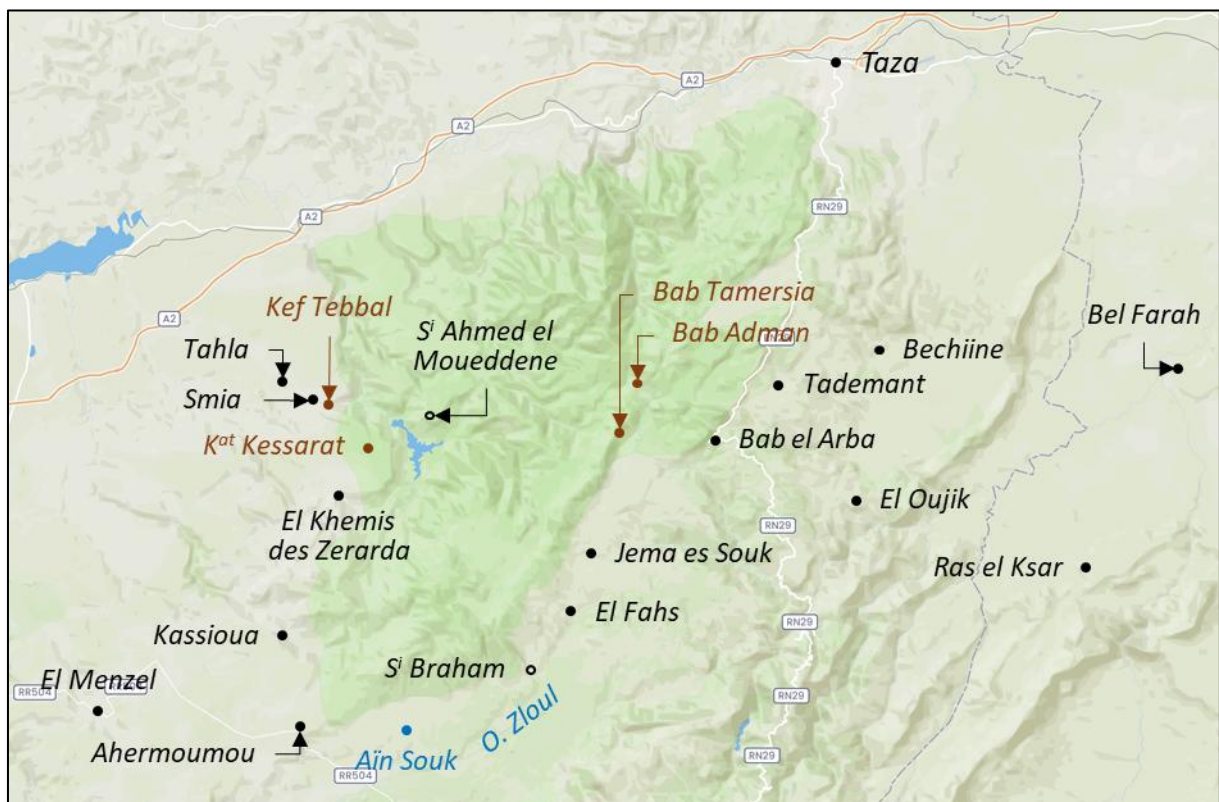 Taza
A2
A2
RN29
A2
Kef Tebbal
Bab Tamersia
Sⁱ Ahmed el
Moueddene
Bab Adman
Bel Farah
A2
Tahla
Bechiine
Smia
Tademant
Kᵃᵗ Kessarat
Bab el Arba
El Khemis
des Zerarda
El Oujik
RN29
Jema es Souk
Ras el Ksar
El Fahs
RN29
Kassioua
Sⁱ Braham
El Menzel
RR504
RN29
O. Zloul
Ahermoumou
Aïn Souk
RN29
RR504